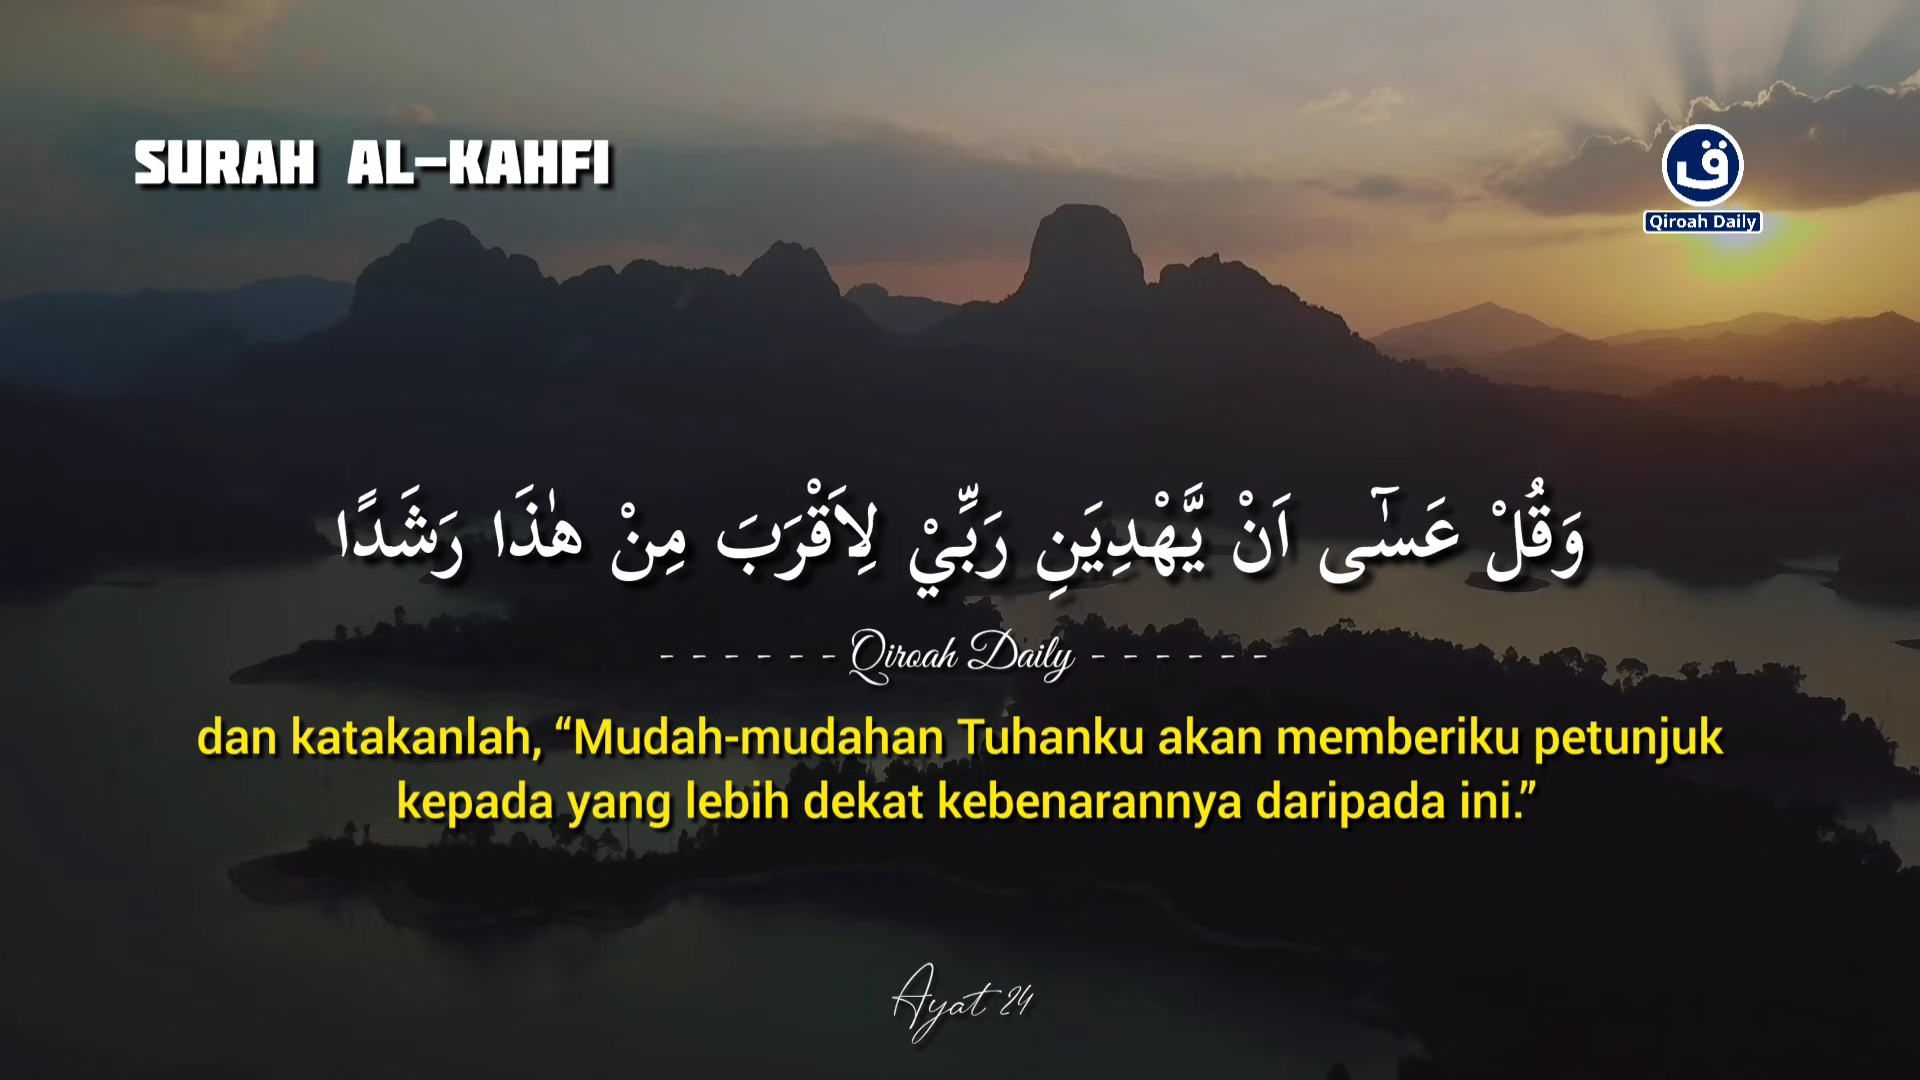 SURAH AL-KAHFI
ق
Qiroah Daily
وَقُلْ عَسٰٓى اَنْ يَّهْدِيَنِ رَبِّيْ لِاَقْرَبَ مِنْ هٰذَا رَشَدًا
- - - - - - Qiroah Daily - - - - - -
dan katakanlah, “Mudah-mudahan Tuhanku akan memberiku petunjuk
kepada yang lebih dekat kebenarannya daripada ini.”
Ayat 24